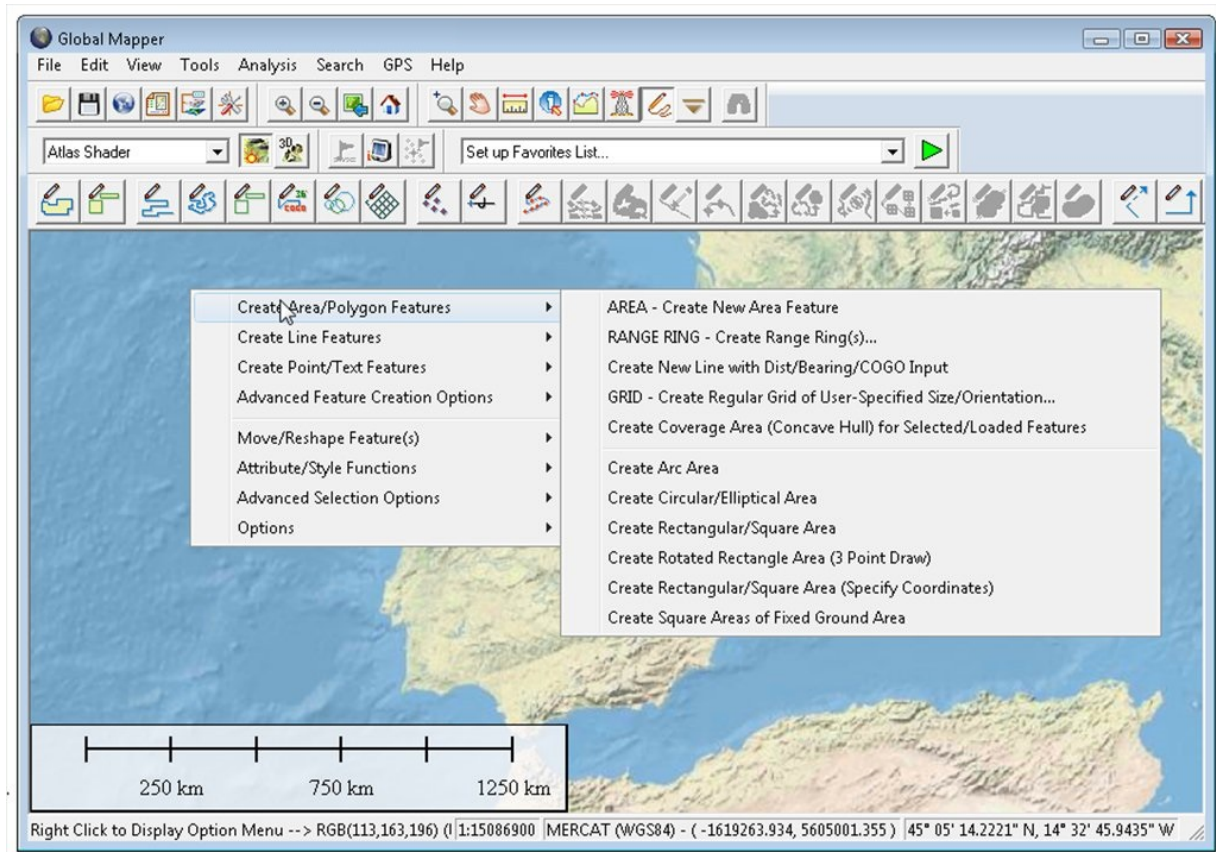 Global Mapper
File Edit View Tools Analysis Search GPS Help
Atlas Shader
3D
Set up Favorites List...
Create Area/Polygon Features
Create Line Features
Create Point/Text Features
Advanced Feature Creation Options
Move/Reshape Feature(s)
Attribute/Style Functions
Advanced Selection Options
Options
AREA - Create New Area Feature
RANGE RING - Create Range Ring(s)...
Create New Line with Dist/Bearing/COGO Input
GRID - Create Regular Grid of User-Specified Size/Orientation...
Create Coverage Area (Concave Hull) for Selected/Loaded Features
Create Arc Area
Create Circular/Elliptical Area
Create Rectangular/Square Area
Create Rotated Rectangle Area (3 Point Draw)
Create Rectangular/Square Area (Specify Coordinates)
Create Square Areas of Fixed Ground Area
250 km 750 km 1250 km
Right Click to Display Option Menu --> RGB(113,163,196) ( 1:15086900 MERCAT (WGS84) - ( -1619263.934, 5605001.355 ) 45° 05' 14.2221" N, 14° 32' 45.9435" W